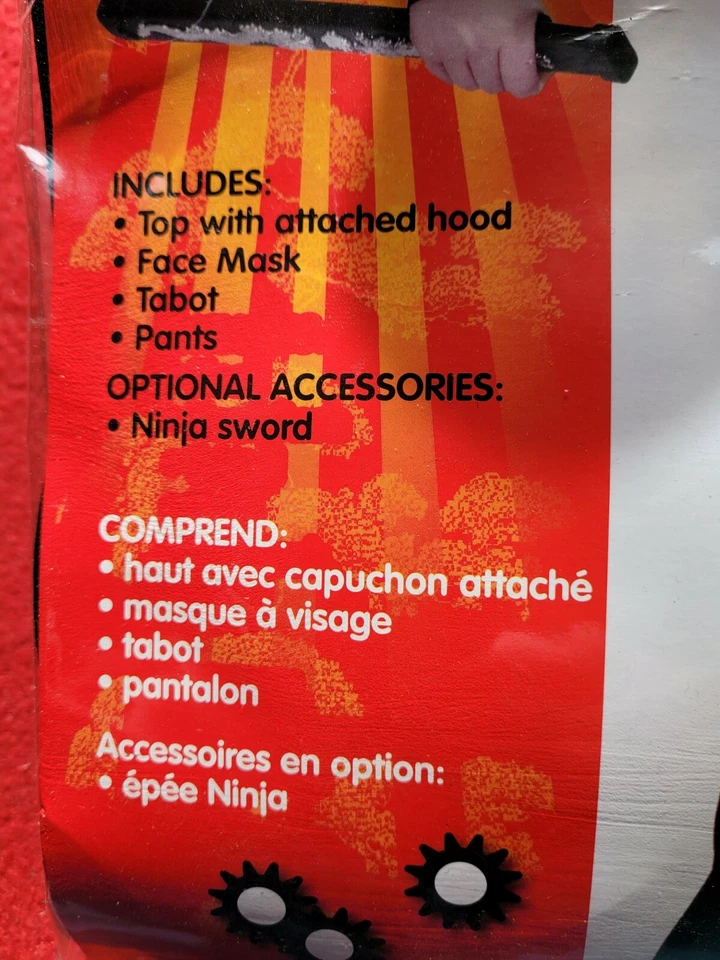 INCLUDES:
• Top with attached hood
• Face Mask
• Tabot
• Pants
OPTIONAL ACCESSORIES:
• Ninja sword
COMPREND:
• haut avec capuchon attaché
• masque à visage
• tabot
• pantalon
Accessoires en option:
• épée Ninja